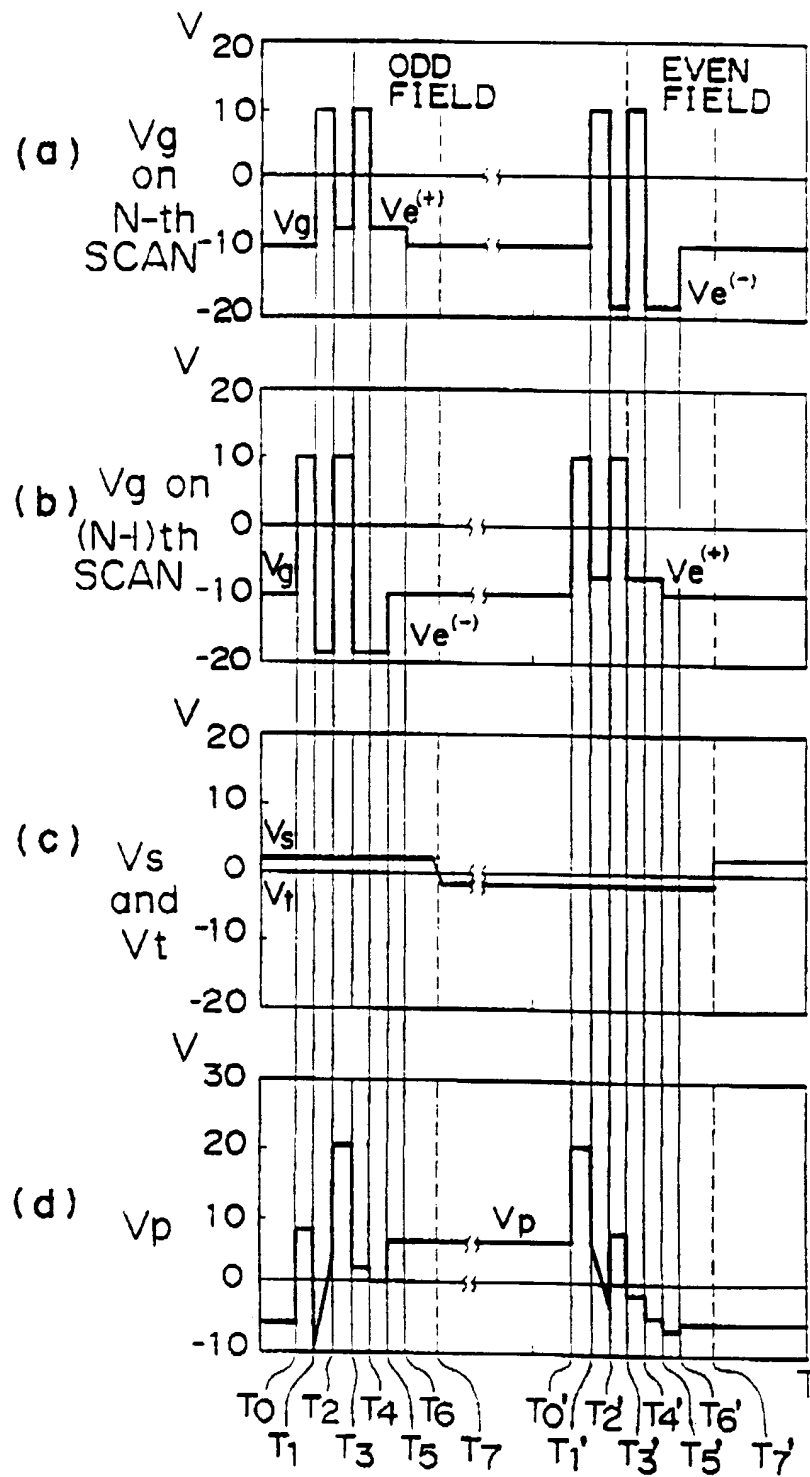 V
20
10
0
-10
-20
ODD
FIELD
EVEN
FIELD
(a)
Vg
on
N-th
SCAN
Vg
Ve(+)
Ve(-)
V
20
10
0
-10
-20
(b)
Vg on
(N-1)th
SCAN
Vg
Ve(-)
Ve(+)
V
20
10
0
-10
-20
(c)
Vs
and
Vt
Vs
Vt
V
30
20
10
0
-10
(d)
Vp
Vp
T
T0 T2 T4 T6 T0' T2' T4' T6'
T1 T3 T5 T7 T1' T3' T5' T7'